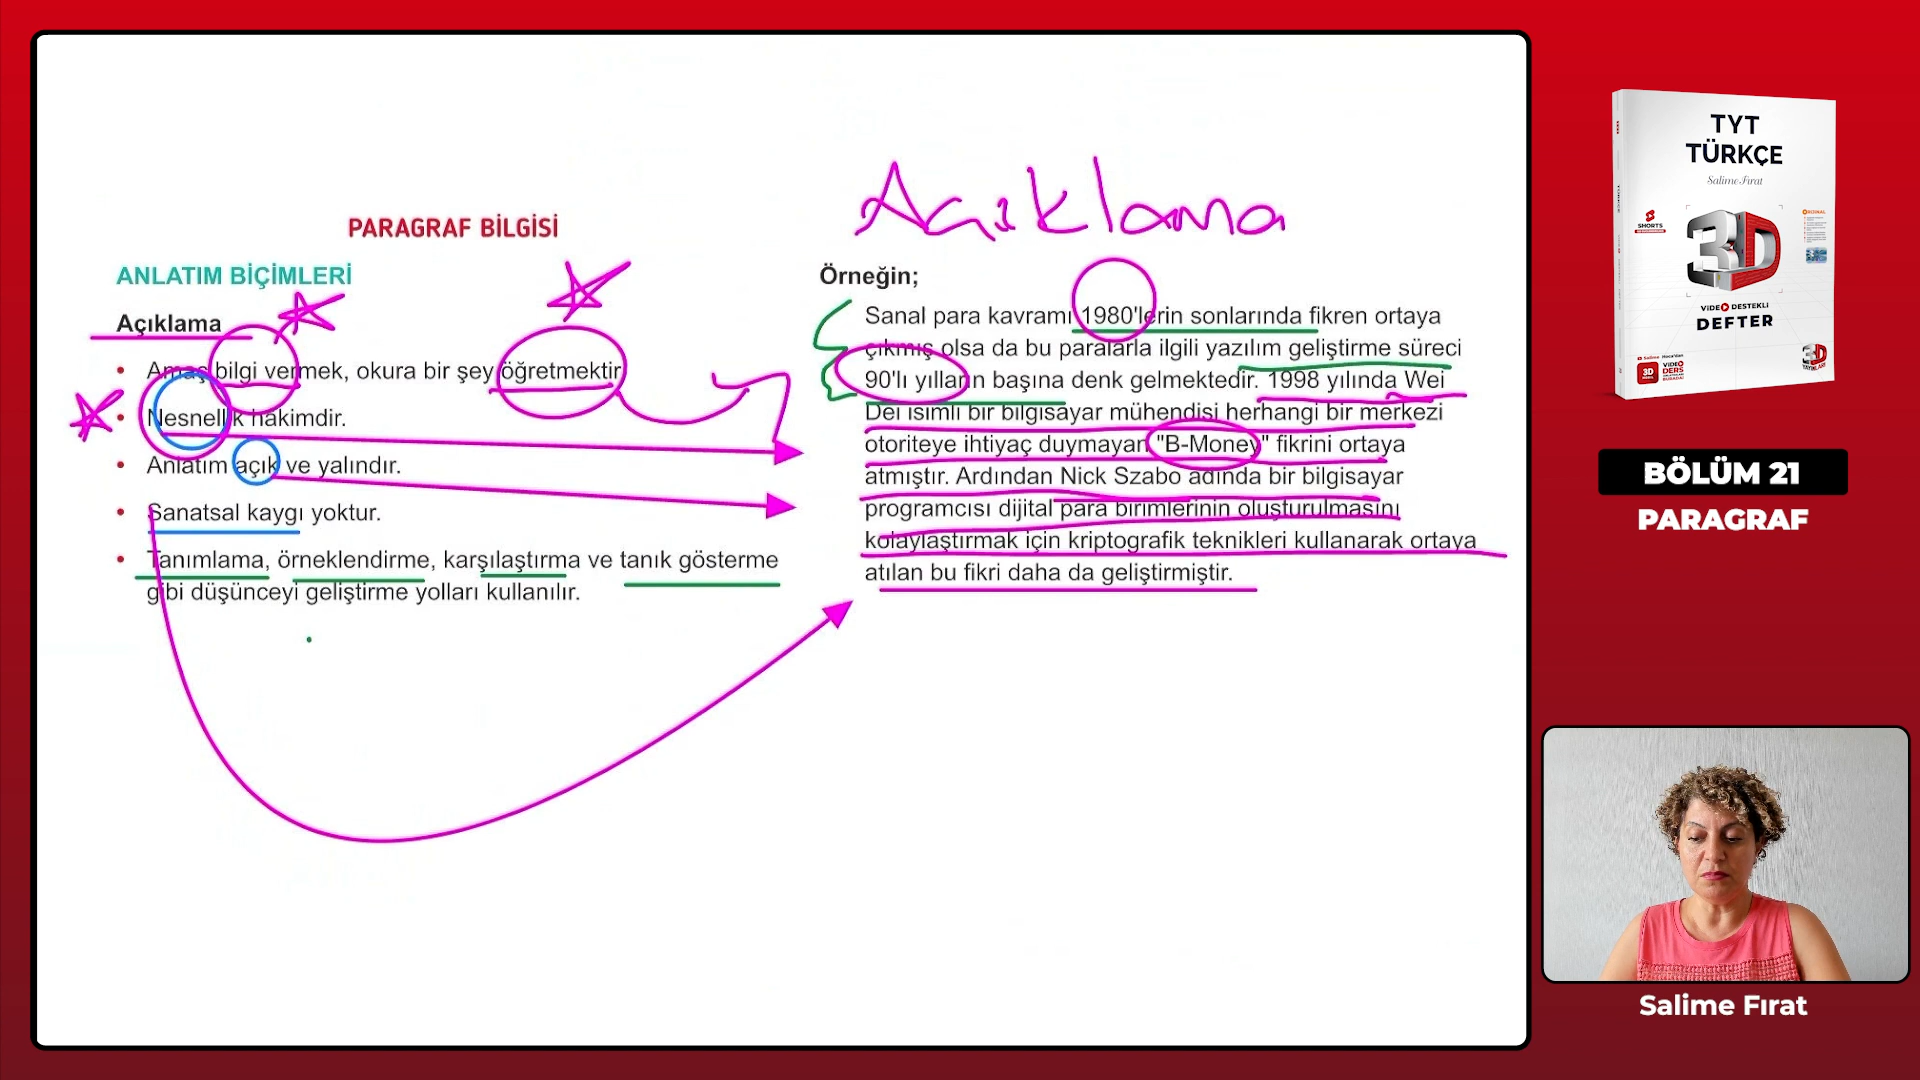 PARAGRAF BİLGİSİ
ANLATIM BİÇİMLERİ
Açıklama
• Amaç bilgi vermek, okura bir şey öğretmektir.
• Nesnellik hakimdir.
• Anlatım açık ve yalındır.
• Sanatsal kaygı yoktur.
• Tanımlama, örneklendirme, karşılaştırma ve tanık gösterme
gibi düşünceyi geliştirme yolları kullanılır.
Açıklama
Örneğin;
Sanal para kavramı 1980'lerin sonlarında fikren ortaya
çıkmış olsa da bu paralarla ilgili yazılım geliştirme süreci
90'lı yılların başına denk gelmektedir. 1998 yılında Wei
Dei isimli bir bilgisayar mühendisi herhangi bir merkezi
otoriteye ihtiyaç duymayan "B-Money" fikrini ortaya
atmıştır. Ardından Nick Szabo adında bir bilgisayar
programcısı dijital para birimlerinin oluşturulmasını
kolaylaştırmak için kriptografik teknikleri kullanarak ortaya
atılan bu fikri daha da geliştirmiştir.
TYT
TÜRKÇE
Salime Fırat
SHORTS
3D
VİDEO DESTEKLİ
DEFTER
VİDEO
DERS
3D
BÖLÜM 21
PARAGRAF
Salime Fırat